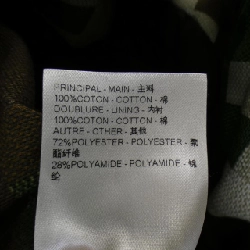 PRINCIPAL - MAIN - 主料
100%COTON - COTTON - 棉
DOUBLURE - LINING - 内衬
100%COTON - COTTON - 棉
AUTRE - OTHER - 其他
72%POLYESTER - POLYESTER - 聚
酯纤维
28%POLYAMIDE - POLYAMIDE - 锦
纶